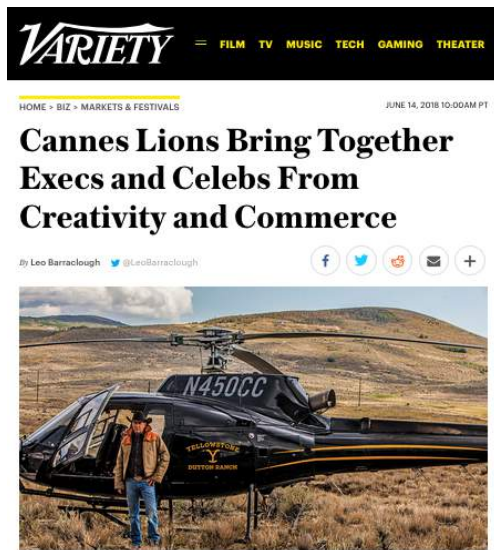 VARIETY
FILM TV MUSIC TECH GAMING THEATER
HOME > BIZ > MARKETS & FESTIVALS
JUNE 14, 2018 10:00AM PT
Cannes Lions Bring Together
Execs and Celebs From
Creativity and Commerce
By Leo Barraclough @LeoBarraclough
N450CC
YELLOWSTONE
Y
DUTTON RANCH